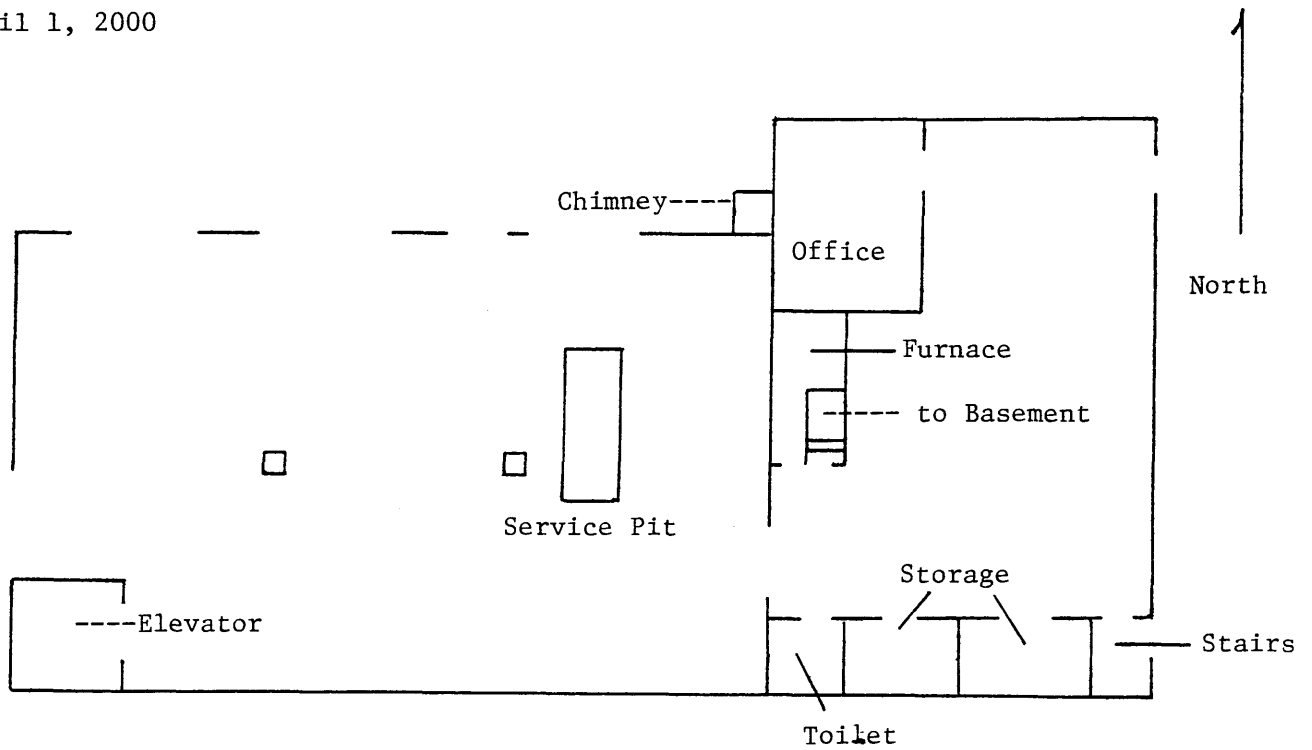 il 1, 2000
Chimney
Office
North
Furnace
to Basement
Service Pit
Storage
Elevator
Stairs
Toilet